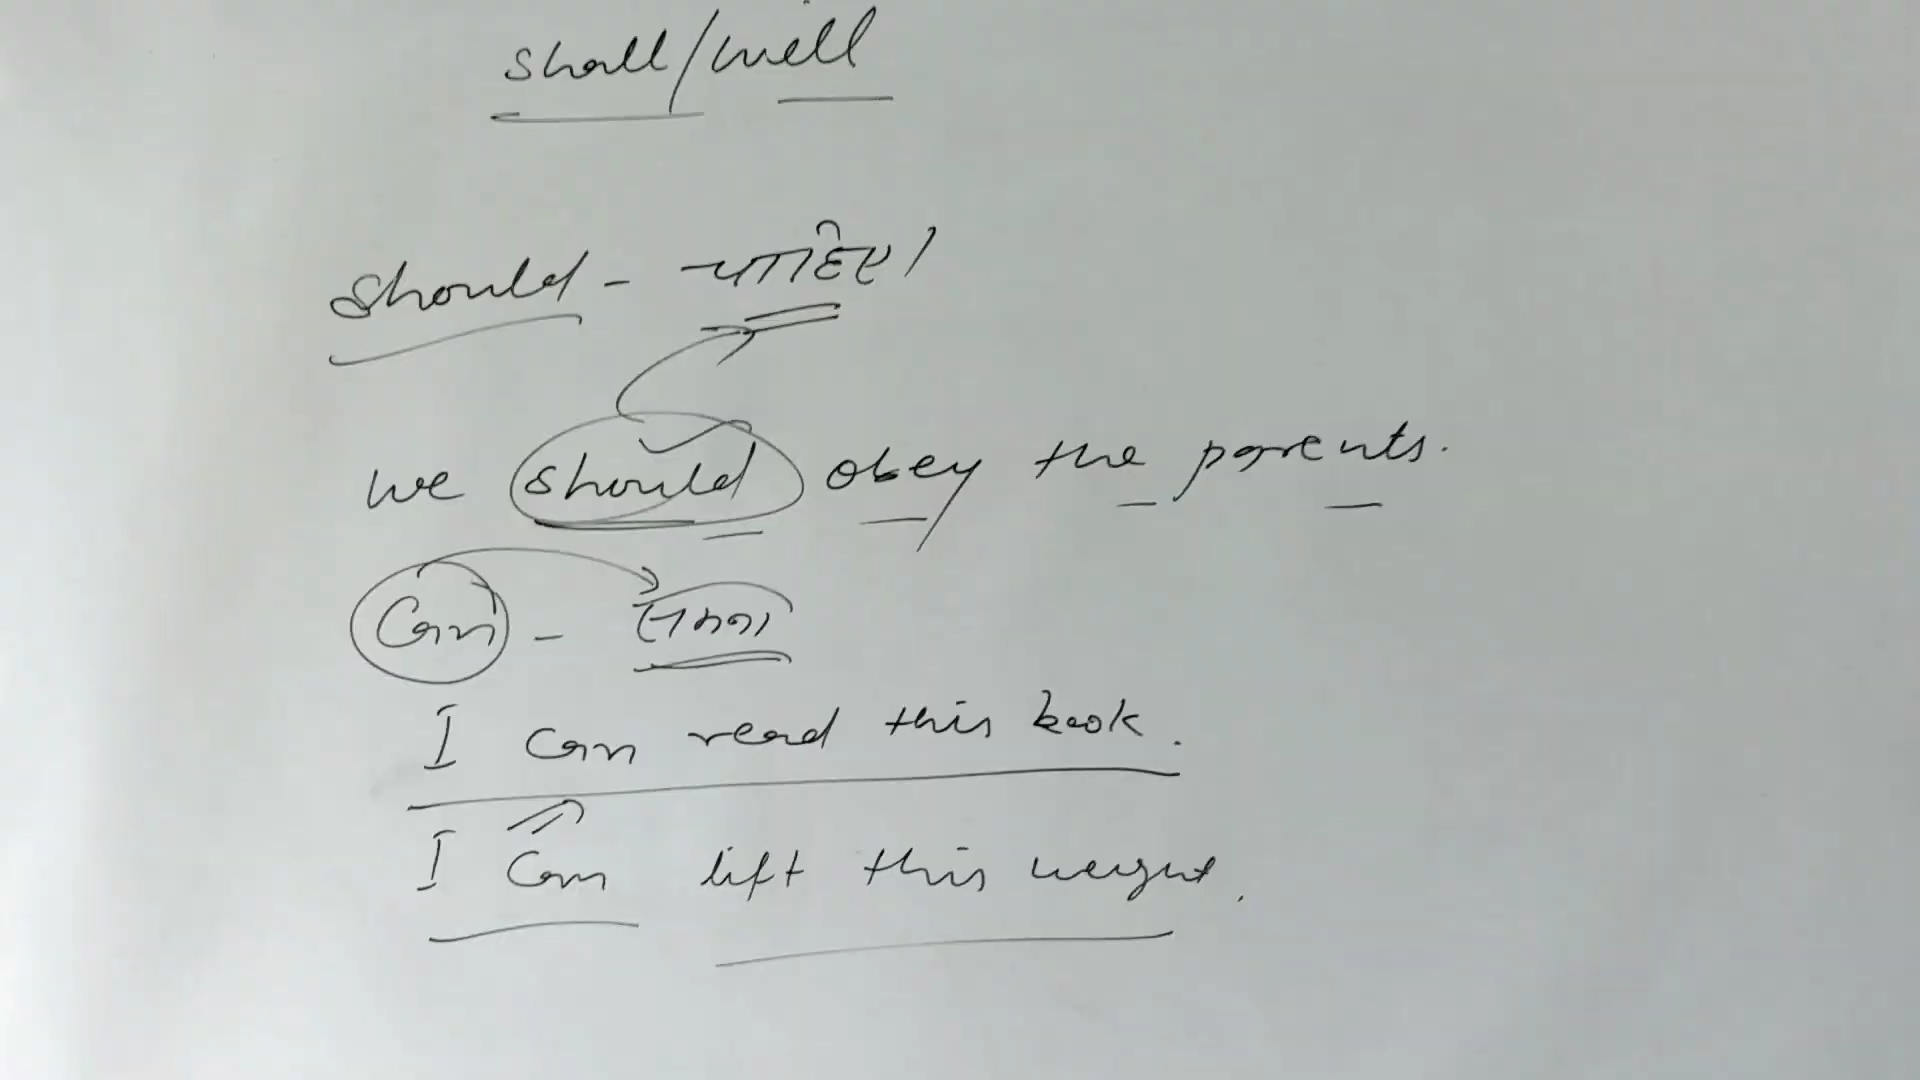 shall/will
should - चाहिए।
we should obey the parents.
Can - सकना
I can read this book.
I can lift this weight.